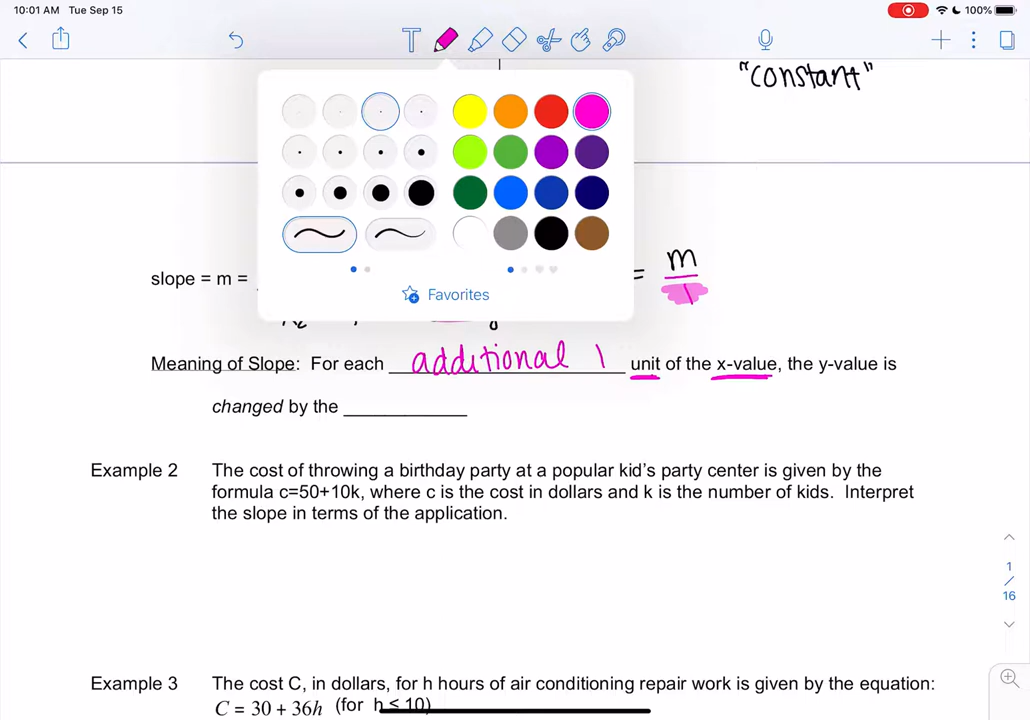 10:01 AM Tue Sep 15
100%
T
"constant"
slope = m =
= m
1
Favorites
Meaning of Slope: For each additional 1 unit of the x-value, the y-value is
changed by the ____________
Example 2 The cost of throwing a birthday party at a popular kid's party center is given by the
formula c=50+10k, where c is the cost in dollars and k is the number of kids. Interpret
the slope in terms of the application.
1
/
16
Example 3 The cost C, in dollars, for h hours of air conditioning repair work is given by the equation:
C = 30 + 36h (for h ≤ 10)